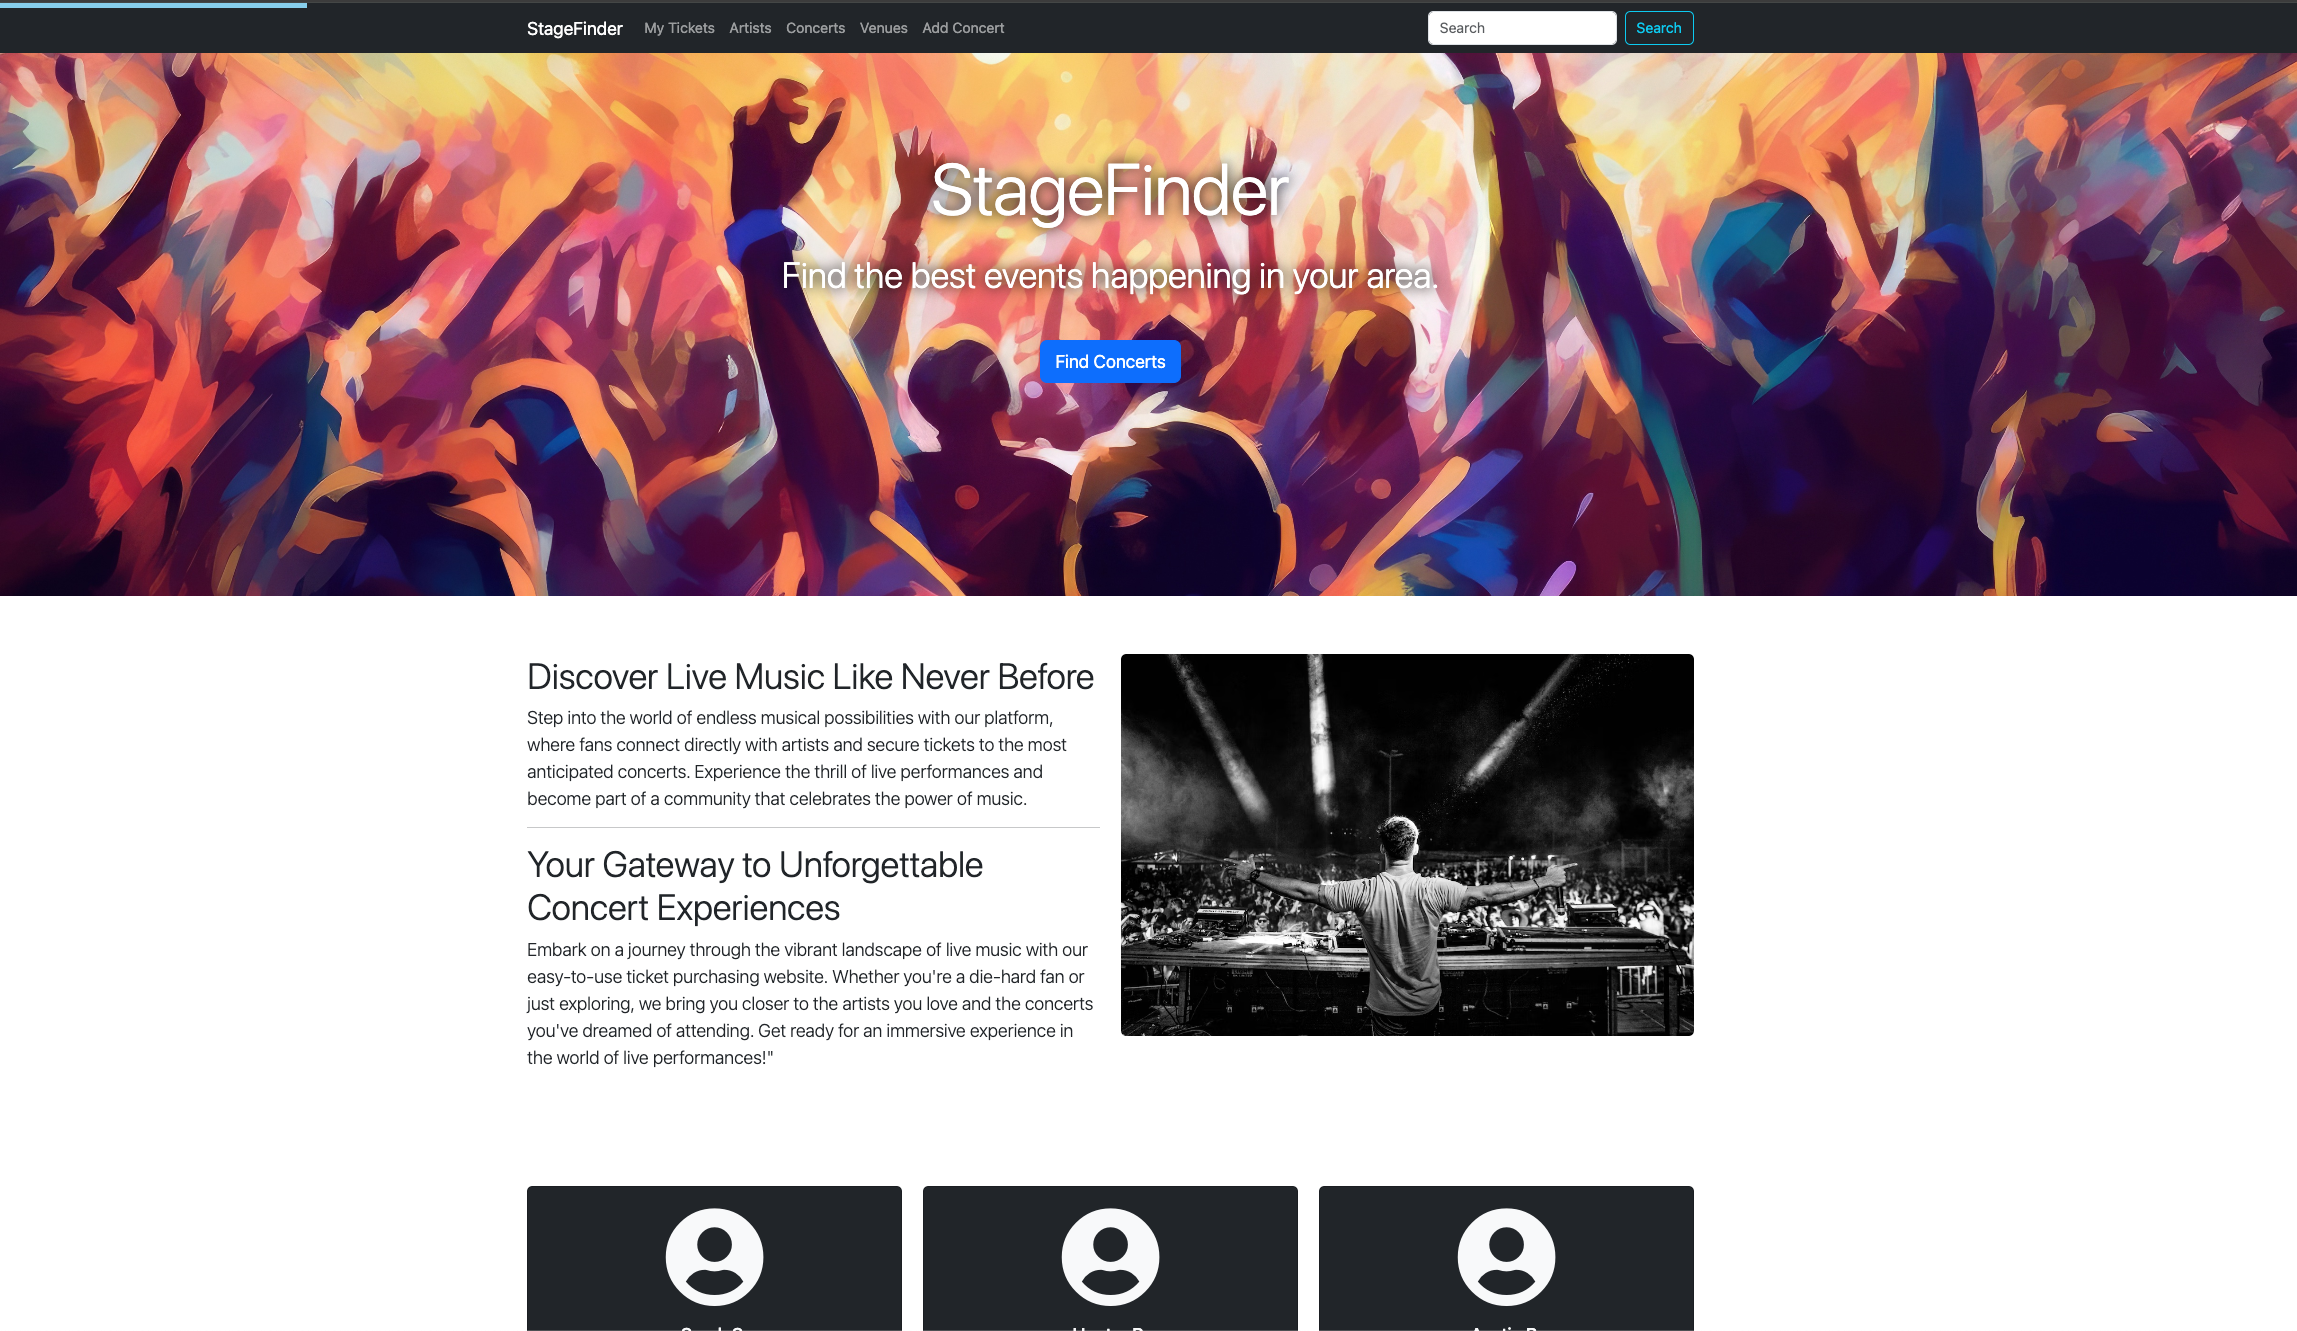 StageFinder My Tickets Artists Concerts Venues Add Concert Search Search
StageFinder
Find the best events happening in your area.
Find Concerts
Discover Live Music Like Never Before
Step into the world of endless musical possibilities with our platform,
where fans connect directly with artists and secure tickets to the most
anticipated concerts. Experience the thrill of live performances and
become part of a community that celebrates the power of music.
Your Gateway to Unforgettable
Concert Experiences
Embark on a journey through the vibrant landscape of live music with our
easy-to-use ticket purchasing website. Whether you're a die-hard fan or
just exploring, we bring you closer to the artists you love and the concerts
you've dreamed of attending. Get ready for an immersive experience in
the world of live performances!"